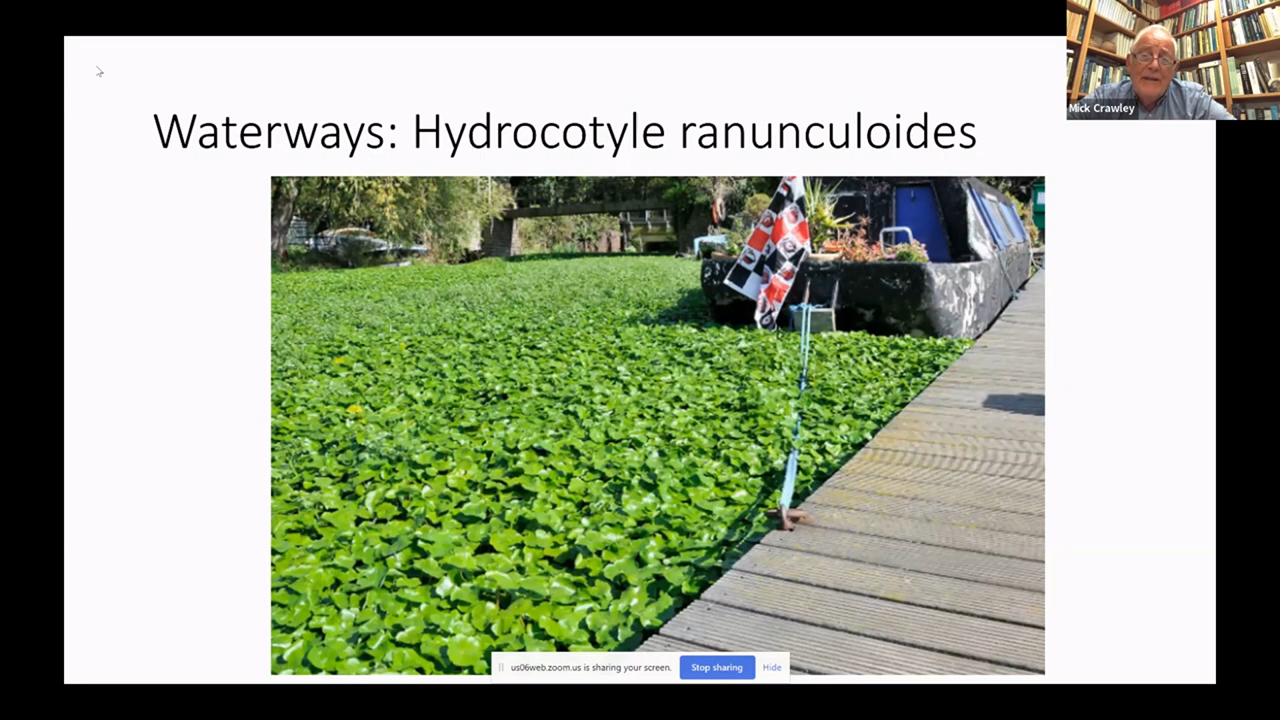 Mick Crawley
Waterways: Hydrocotyle ranunculoides
us06web.zoom.us is sharing your screen.
Stop sharing
Hide